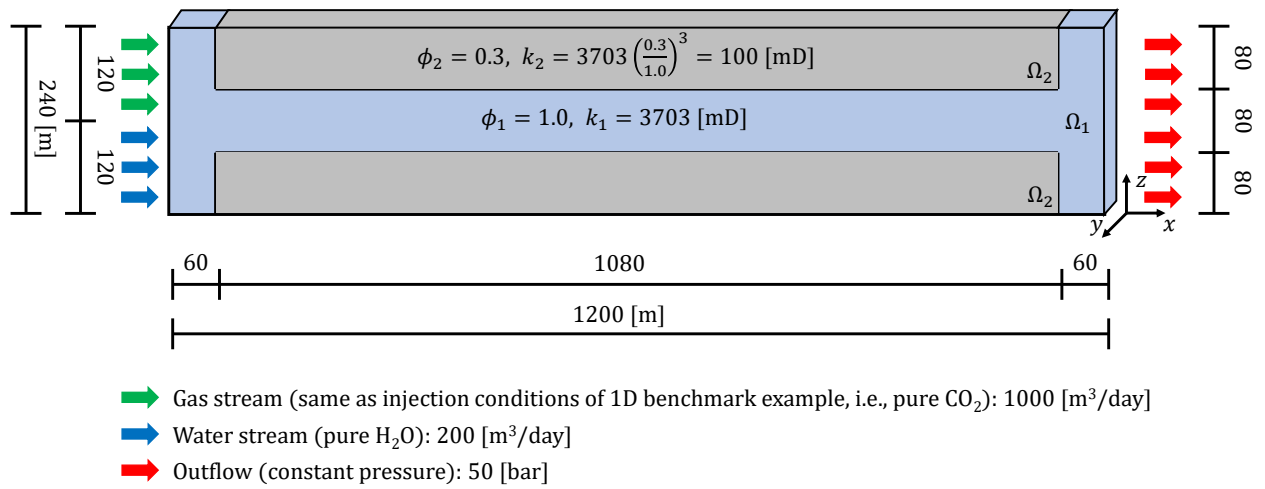 ϕ₂ = 0.3, k₂ = 3703 (0.3/1.0)³ = 100 [mD]
Ω₂
ϕ₁ = 1.0, k₁ = 3703 [mD]
Ω₁
Ω₂
240 [m]
120
120
80
80
80
z
y
x
60
1080
60
1200 [m]
Gas stream (same as injection conditions of 1D benchmark example, i.e., pure CO₂): 1000 [m³/day]
Water stream (pure H₂O): 200 [m³/day]
Outflow (constant pressure): 50 [bar]